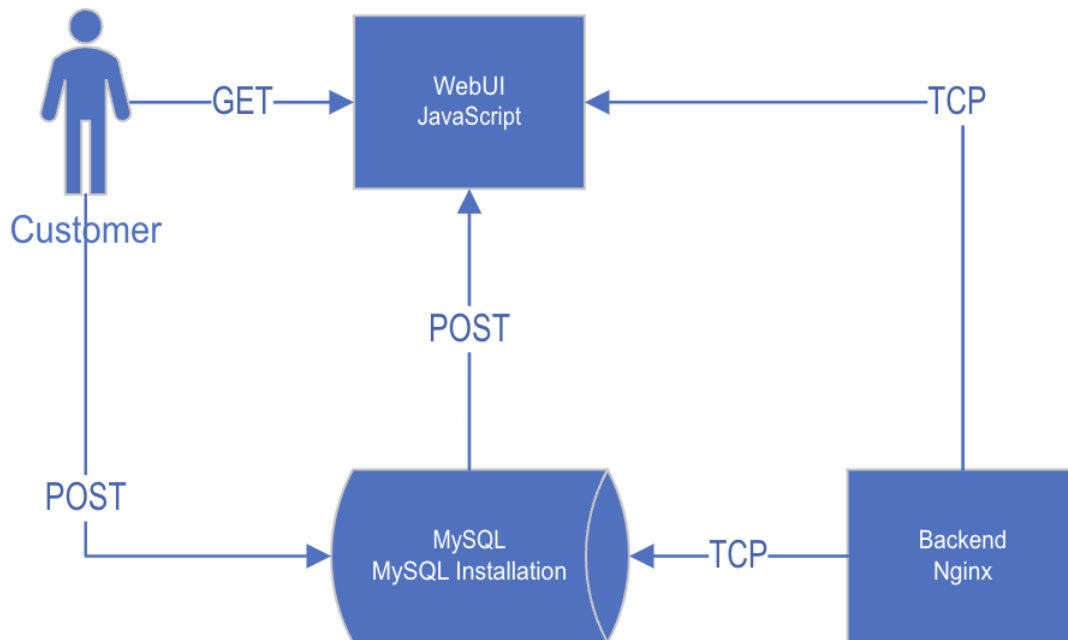 WebUI
JavaScript
GET
TCP
Customer
POST
POST
MySQL
MySQL Installation
TCP
Backend
Nginx